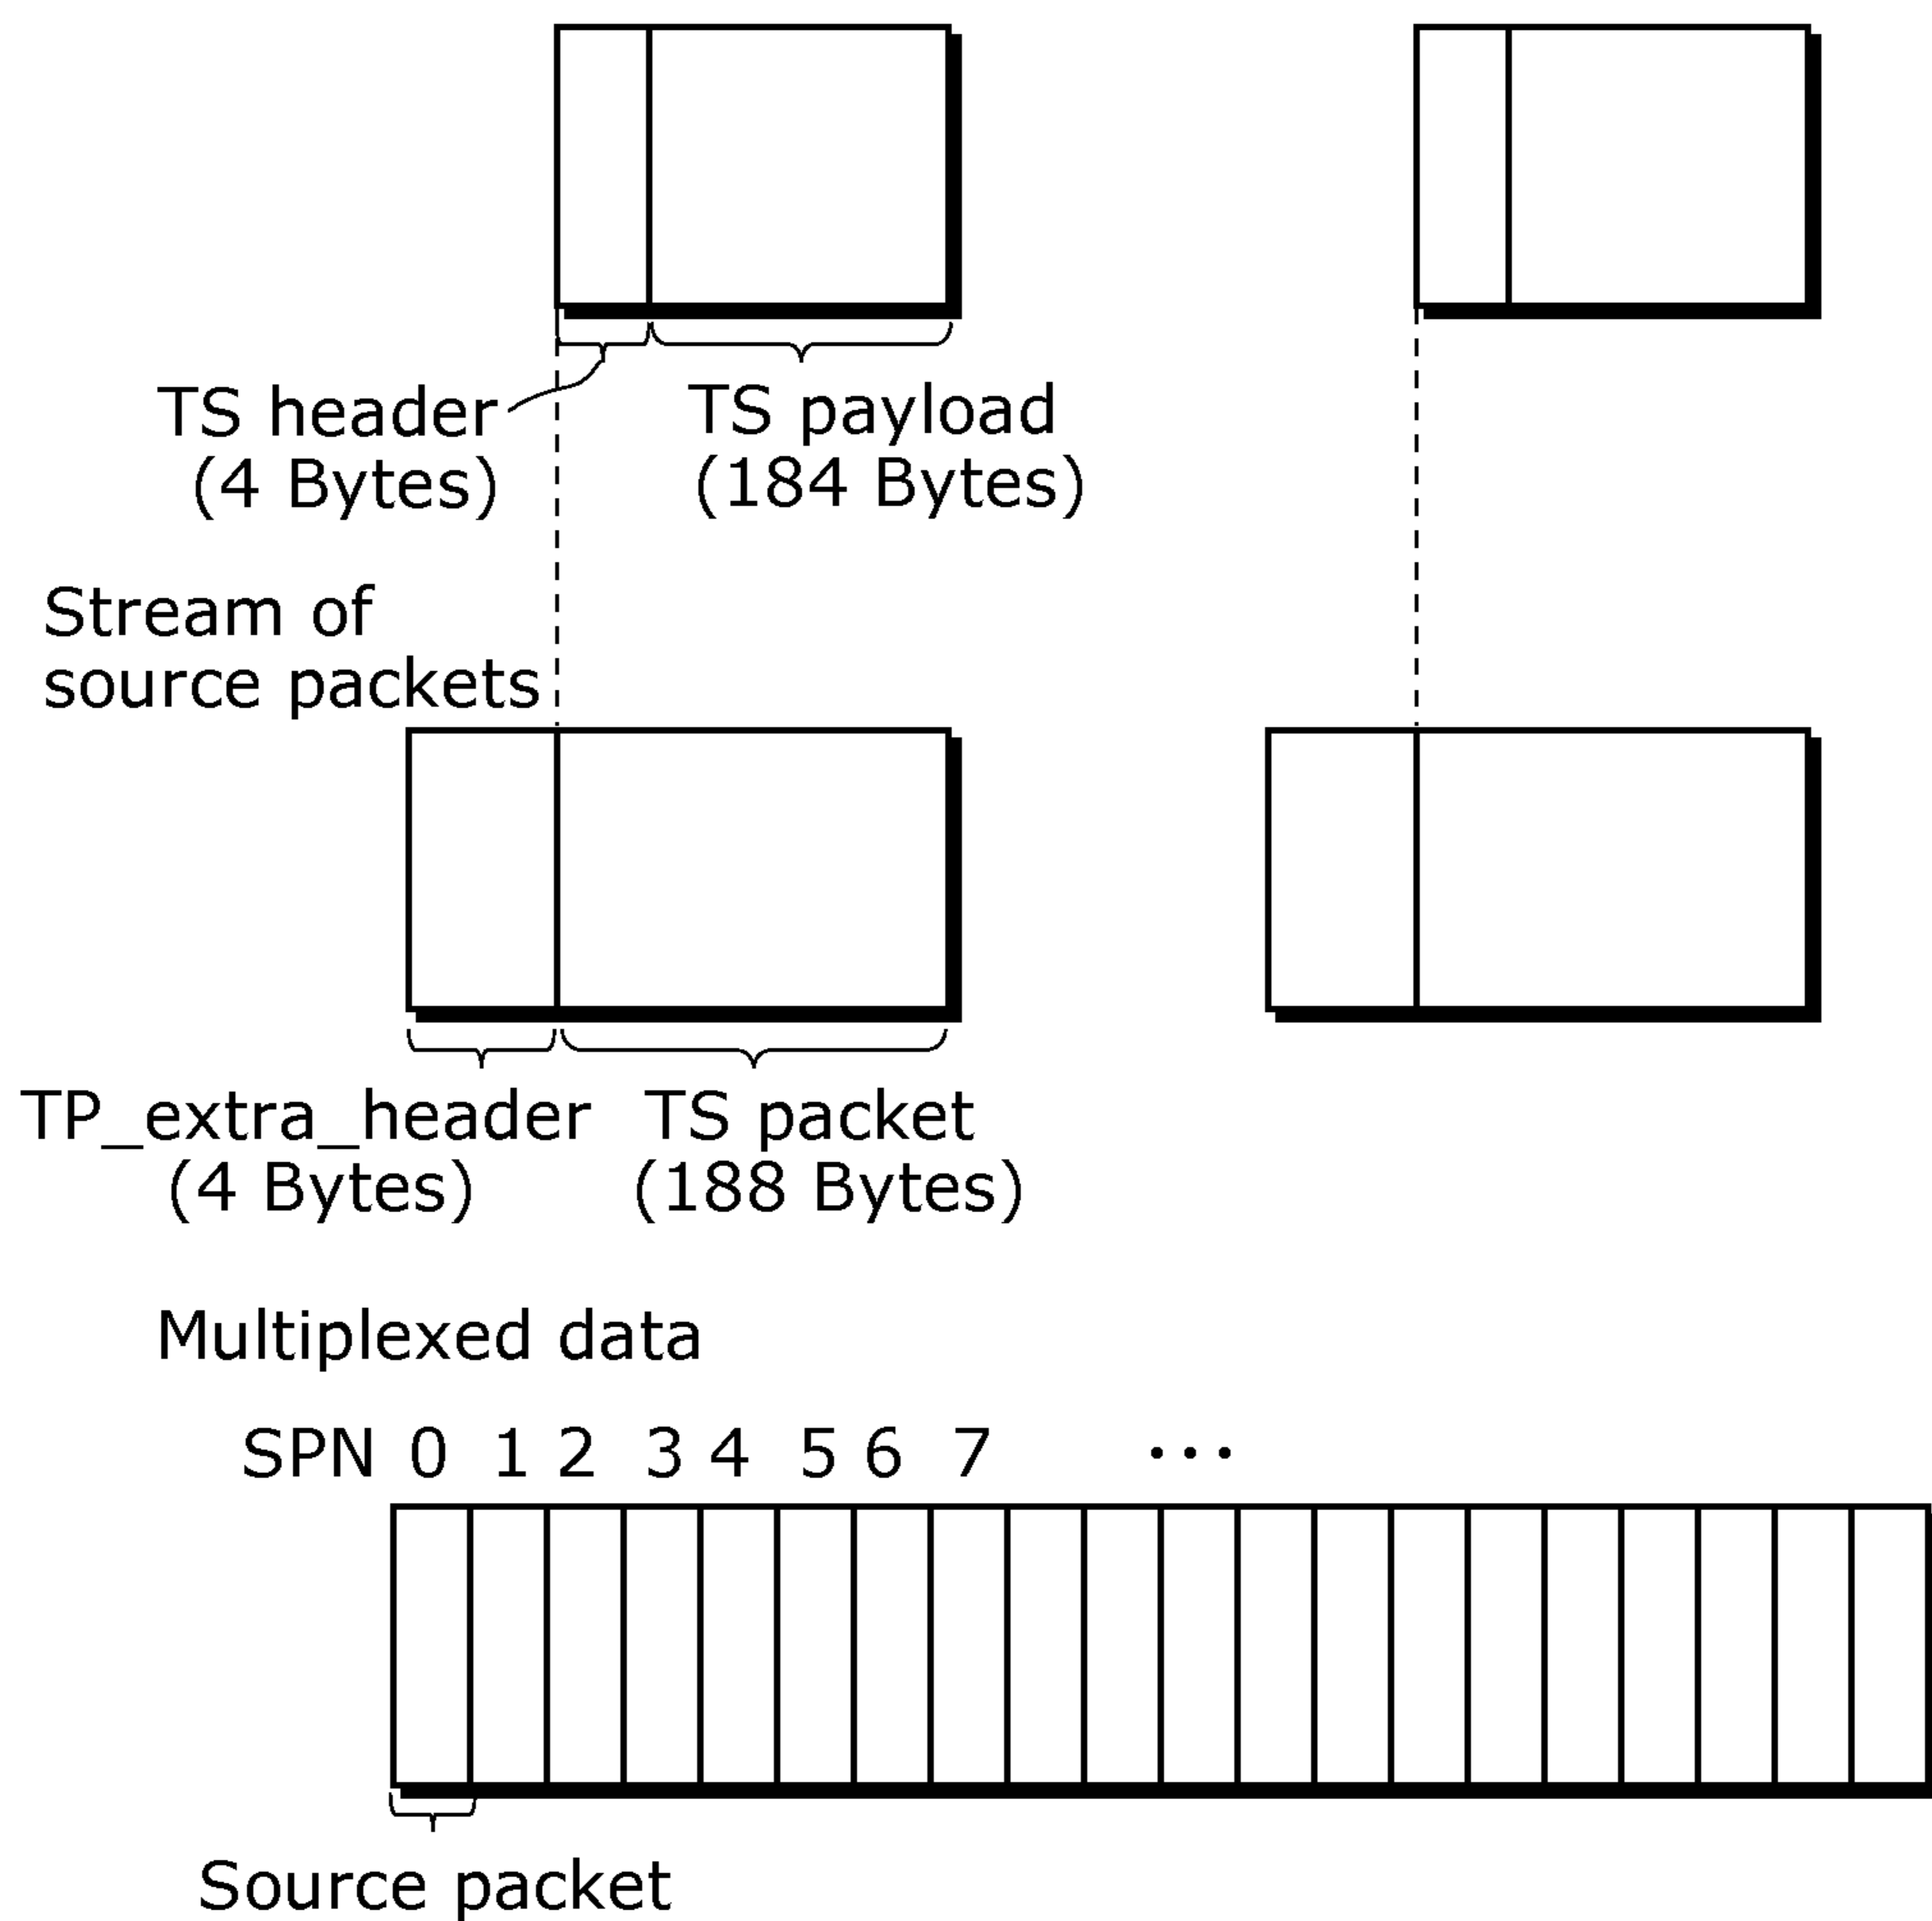 TS header
(4 Bytes)
TS payload
(184 Bytes)
Stream of
source packets
TP_extra_header
(4 Bytes)
TS packet
(188 Bytes)
Multiplexed data
SPN 0 1 2 3 4 5 6 7 ...
Source packet